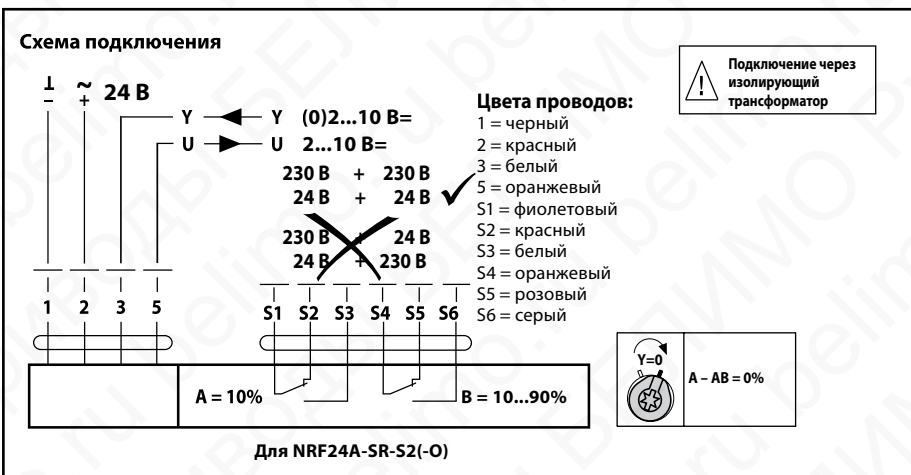 Схема подключения
⊥ ~ 24 В
− +
Y Y (0)2...10 В=
U U 2...10 В=
230 В + 230 В
24 В + 24 В
230 В + 24 В
24 В + 230 В
Цвета проводов:
1 = черный
2 = красный
3 = белый
5 = оранжевый
S1 = фиолетовый
S2 = красный
S3 = белый
S4 = оранжевый
S5 = розовый
S6 = серый
!
Подключение через
изолирующий
трансформатор
1 2 3 5
S1 S2 S3 S4 S5 S6
A = 10%
B = 10...90%
Y=0
A – AB = 0%
Для NRF24A-SR-S2(-O)